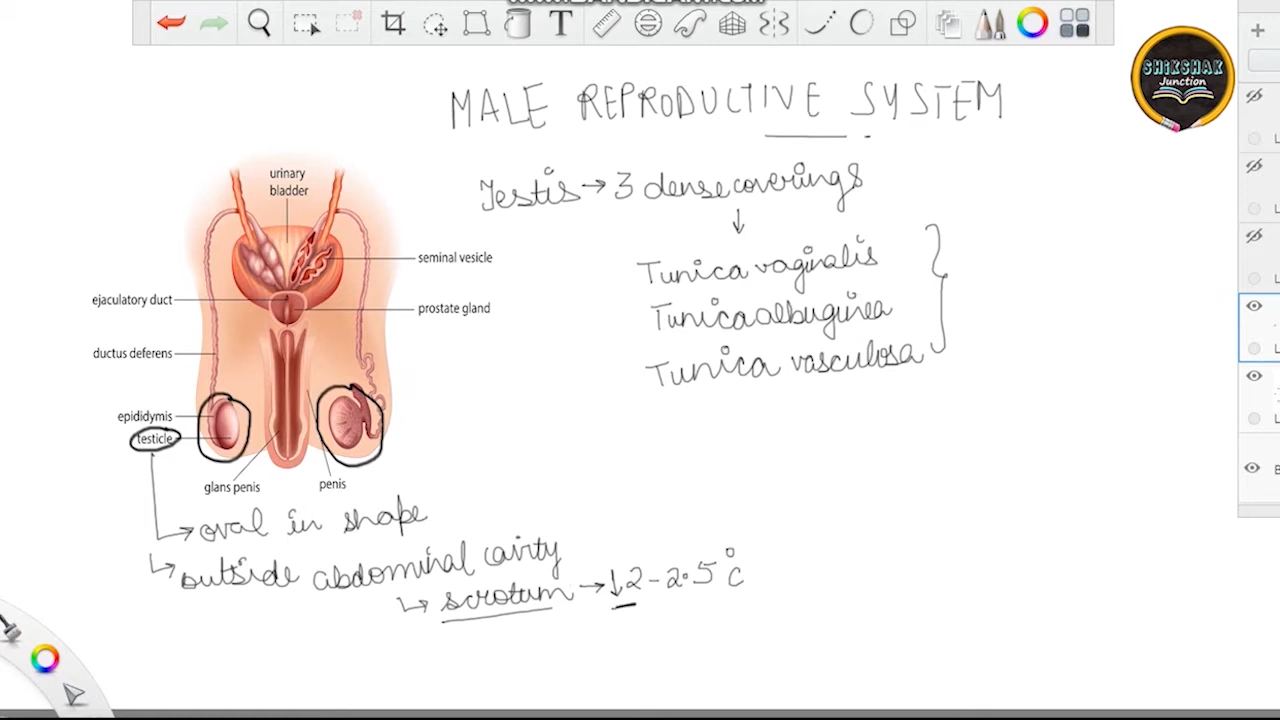 SHIKSHAK
Junction
MALE REPRODUCTIVE SYSTEM
Testis → 3 dense coverings
↓
Tunica vaginalis
Tunica albuginea
Tunica vasculosa
urinary
bladder
seminal vesicle
ejaculatory duct
prostate gland
ductus deferens
epididymis
testicle
glans penis
penis
→ oval in shape
→ outside abdominal cavity
→ scrotum → ↓ 2 - 2.5 °C